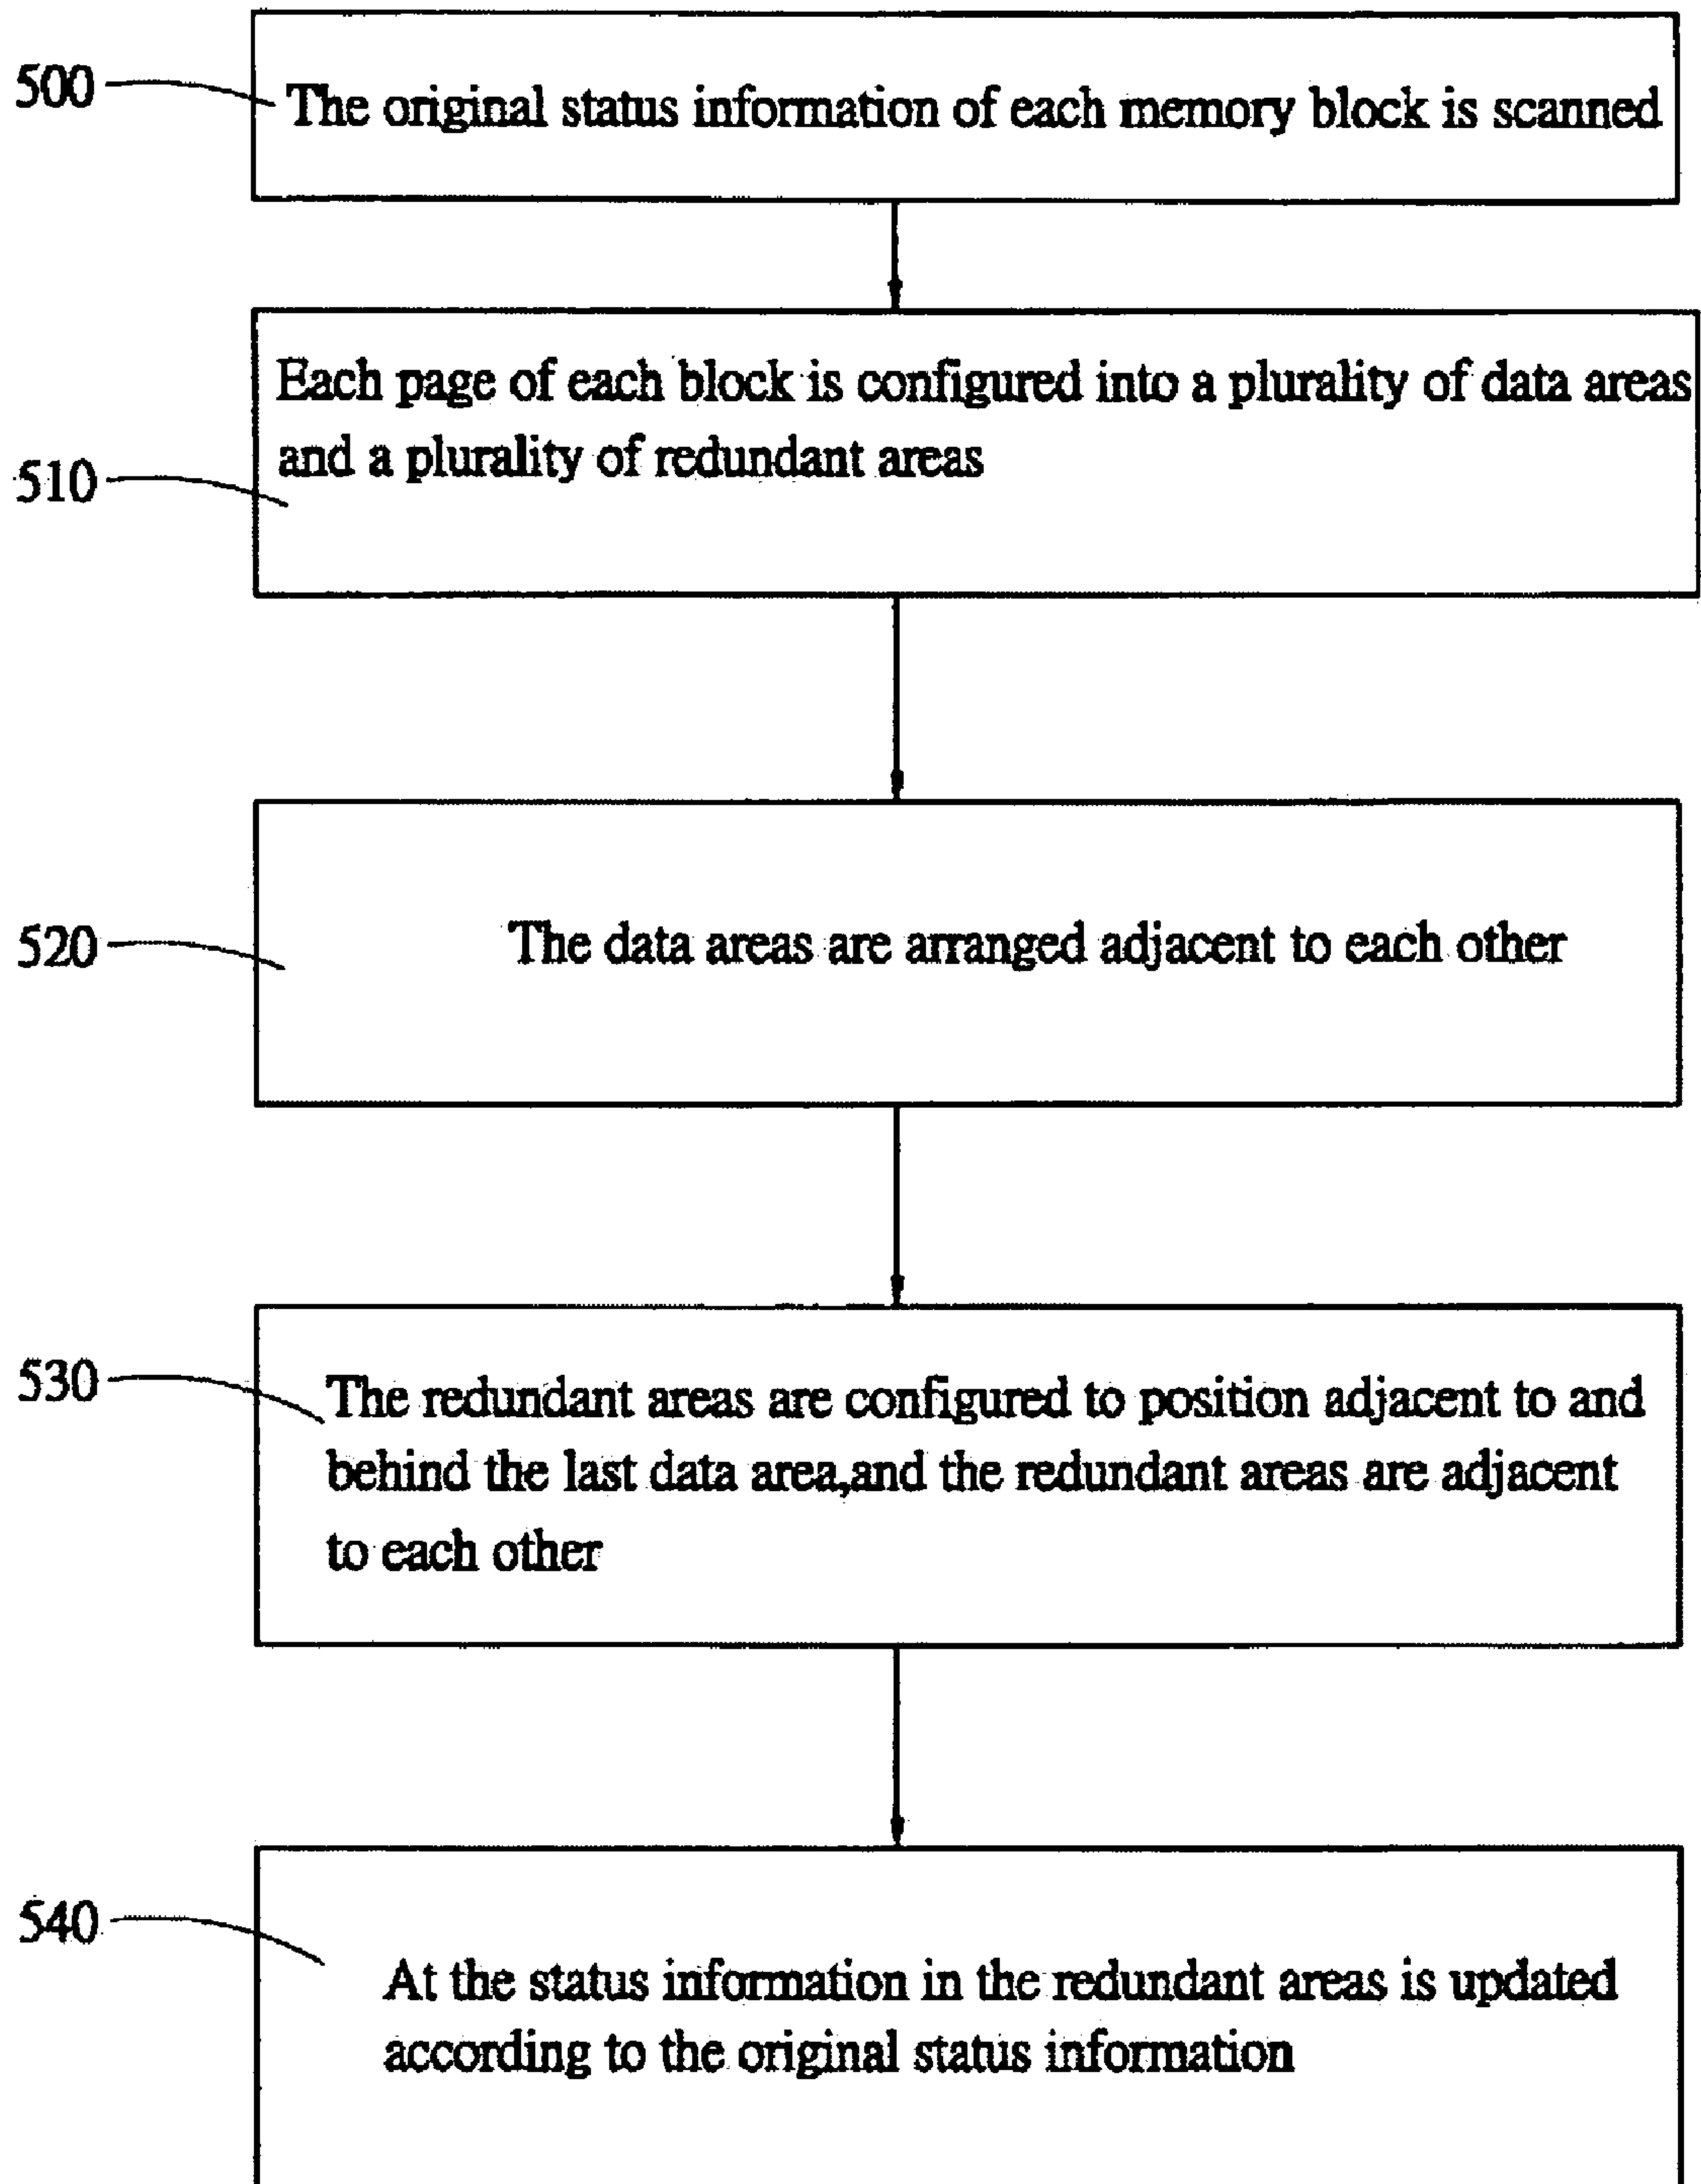 500
The original status information of each memory block is scanned
Each page of each block is configured into a plurality of data areas
and a plurality of redundant areas
510
520
The data areas are arranged adjacent to each other
530
The redundant areas are configured to position adjacent to and
behind the last data area,and the redundant areas are adjacent
to each other
540
At the status information in the redundant areas is updated
according to the original status information